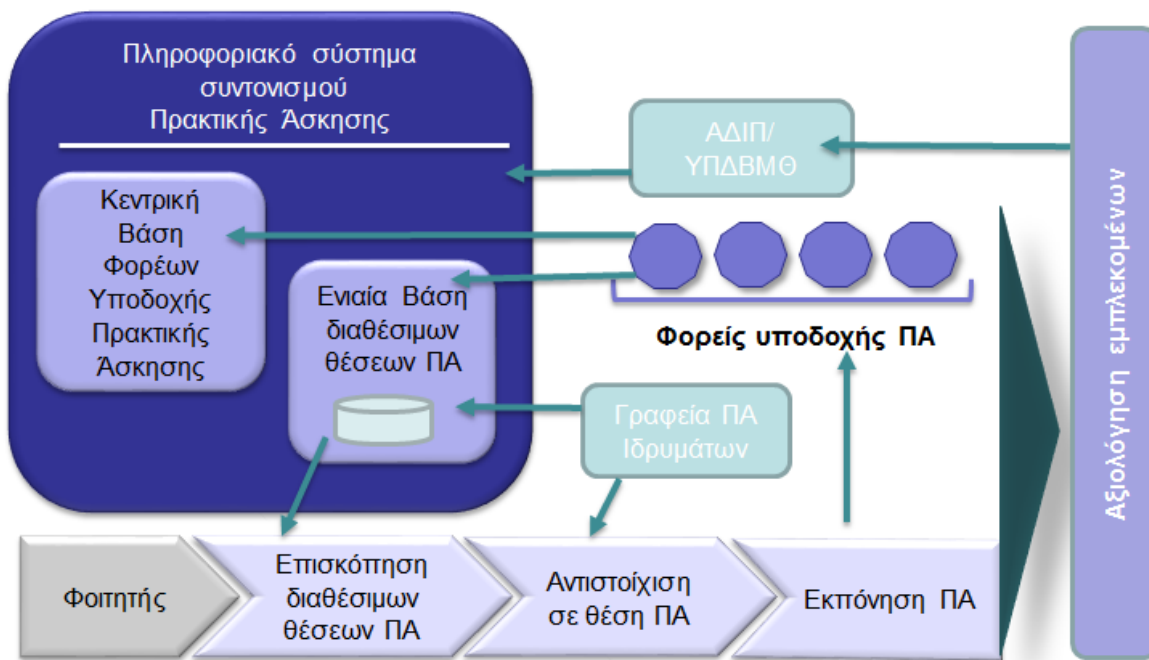 Πληροφοριακό σύστημα
συντονισμού
Πρακτικής Άσκησης
Κεντρική
Βάση
Φορέων
Υποδοχής
Πρακτικής
Άσκησης
Ενιαία Βάση
διαθέσιμων
θέσεων ΠΑ
ΑΔΙΠ/
ΥΠΔΒΜΘ
Φορείς υποδοχής ΠΑ
Γραφεία ΠΑ
Ιδρυμάτων
Αξιολόγηση εμπλεκομένων
Φοιτητής
Επισκόπηση
διαθέσιμων
θέσεων ΠΑ
Αντιστοίχιση
σε θέση ΠΑ
Εκπόνηση ΠΑ